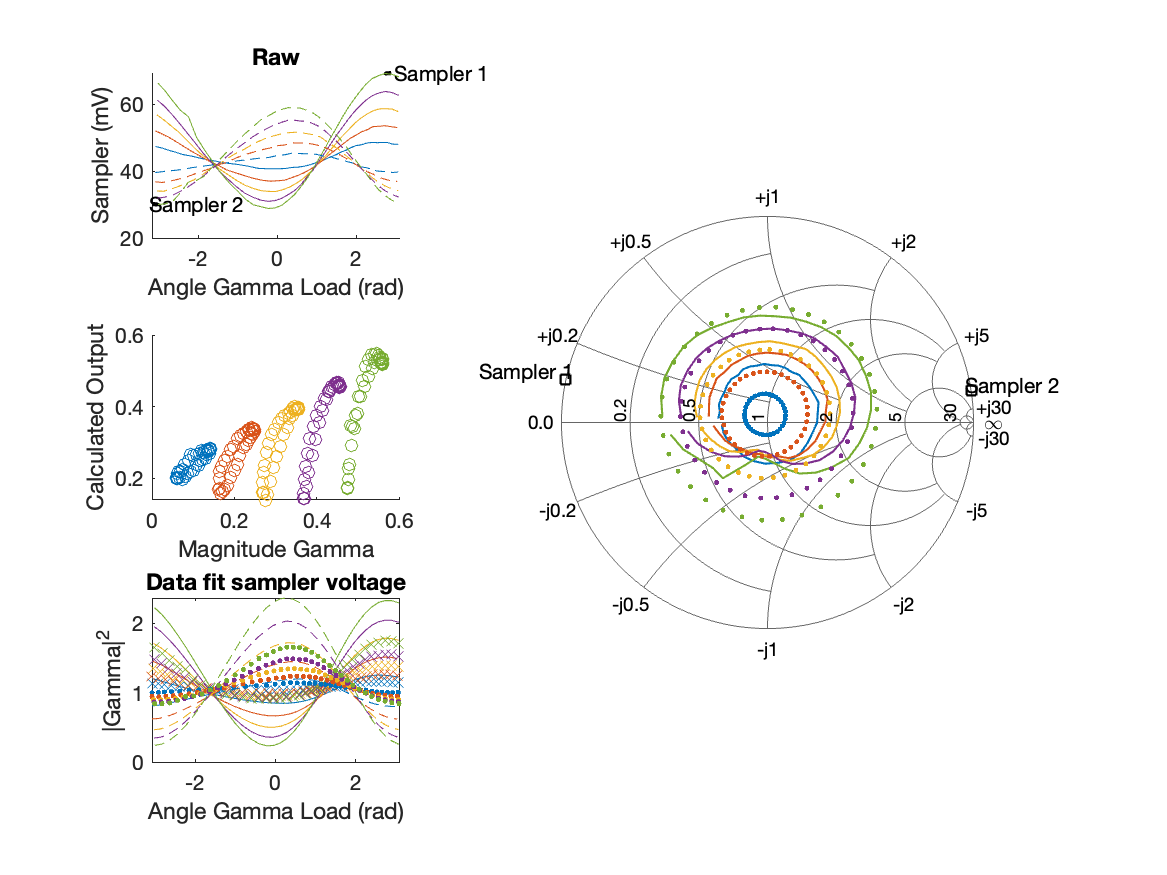 Raw
Sampler 1
60
40
20
Sampler (mV)
Sampler 2
-2 0 2
Angle Gamma Load (rad)
0.6
0.4
0.2
Calculated Output
0 0.2 0.4 0.6
Magnitude Gamma
Data fit sampler voltage
2
1
0
|Gamma|2
-2 0 2
Angle Gamma Load (rad)
+j1
+j0.5
+j2
+j0.2
+j5
Sampler 1
Sampler 2
0.0
0.2
0.5
1
2
5
30
+j30
∞
-j30
-j0.2
-j5
-j0.5
-j2
-j1